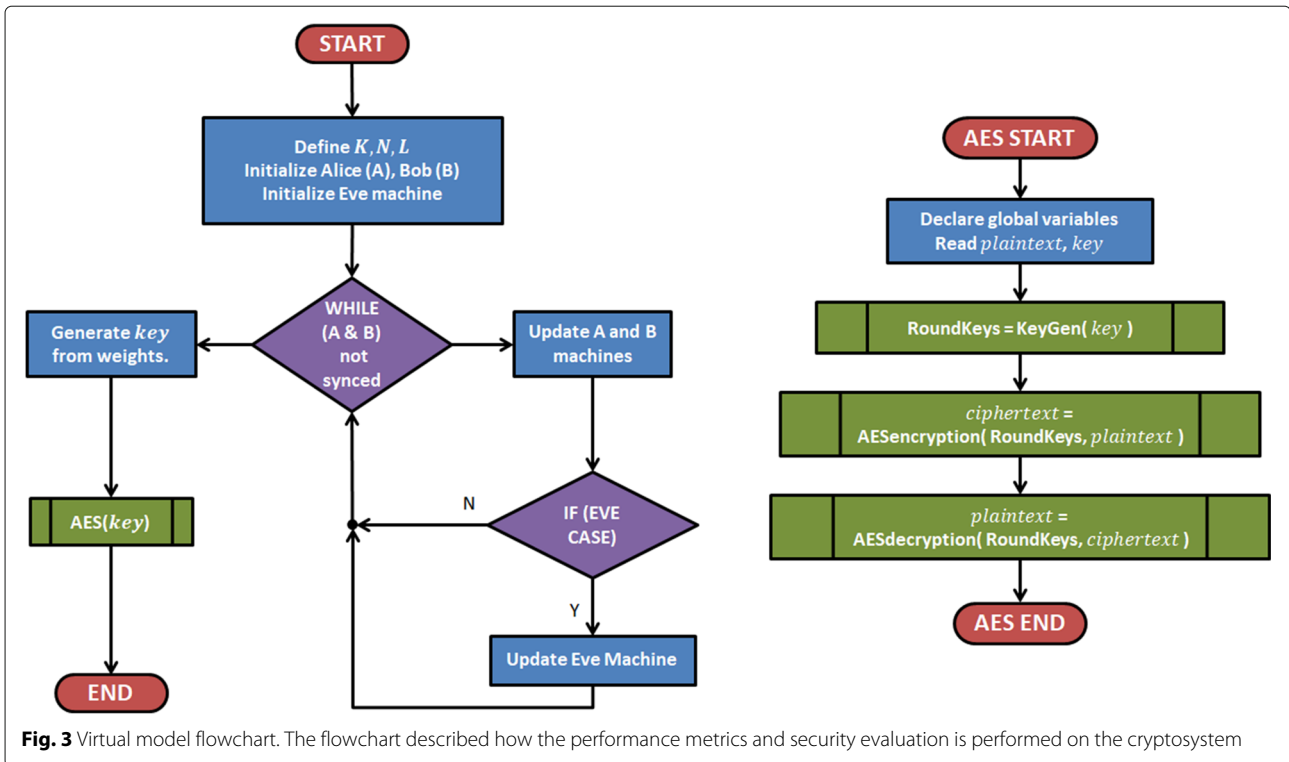 START
Define K, N, L
Initialize Alice (A), Bob (B)
Initialize Eve machine
WHILE
(A & B)
not
synced
Generate key
from weights.
AES(key)
END
Update A and B
machines
IF (EVE
CASE)
N
Y
Update Eve Machine
AES START
Declare global variables
Read plaintext, key
RoundKeys = KeyGen( key )
ciphertext =
AESencryption( RoundKeys, plaintext )
plaintext =
AESdecryption( RoundKeys, ciphertext )
AES END
Fig. 3 Virtual model flowchart. The flowchart described how the performance metrics and security evaluation is performed on the cryptosystem